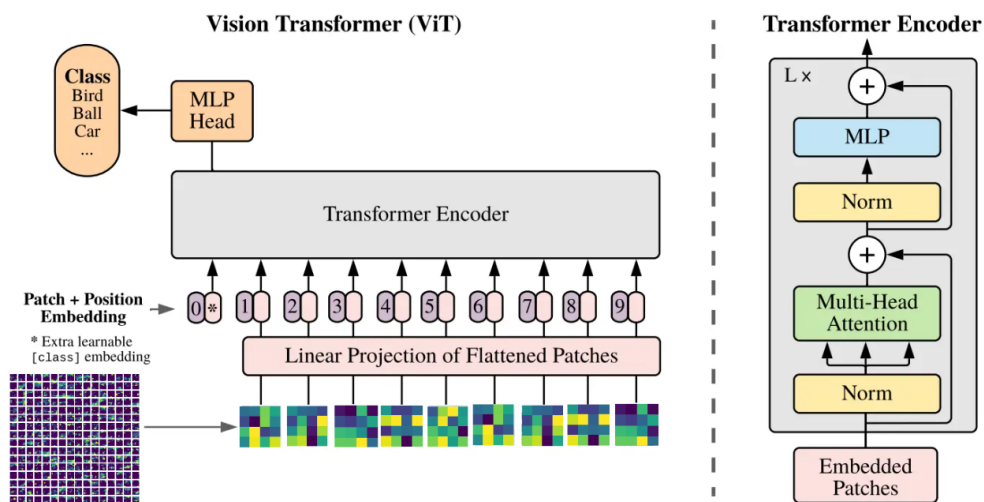 Vision Transformer (ViT)
Class
Bird
Ball
Car
...
MLP
Head
Transformer Encoder
Patch + Position
Embedding
0 * 1 2 3 4 5 6 7 8 9
* Extra learnable
[class] embedding
Linear Projection of Flattened Patches
Transformer Encoder
L x
+
MLP
Norm
+
Multi-Head
Attention
Norm
Embedded
Patches